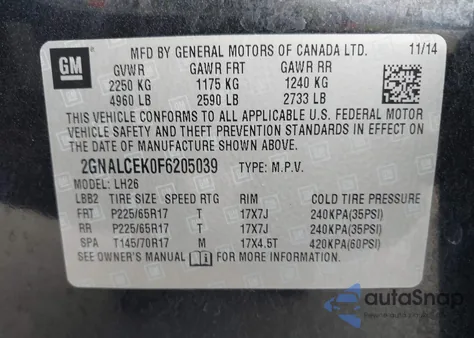 GM
MFD BY GENERAL MOTORS OF CANADA LTD. 11/14
GVWR GAWR FRT GAWR RR
2250 KG 1175 KG 1240 KG
4960 LB 2590 LB 2733 LB
THIS VEHICLE CONFORMS TO ALL APPLICABLE U.S. FEDERAL MOTOR
VEHICLE SAFETY AND THEFT PREVENTION STANDARDS IN EFFECT ON
THE DATE OF MANUFACTURE SHOWN ABOVE.
2GNALCEK0F6205039 TYPE: M.P.V.
MODEL: LH26
LBB2 TIRE SIZE SPEED RTG RIM COLD TIRE PRESSURE
FRT P225/65R17 T 17X7J 240KPA(35PSI)
RR P225/65R17 T 17X7J 240KPA(35PSI)
SPA T145/70R17 M 17X4.5T 420KPA(60PSI)
SEE OWNER'S MANUAL FOR MORE INFORMATION.
autoSnap